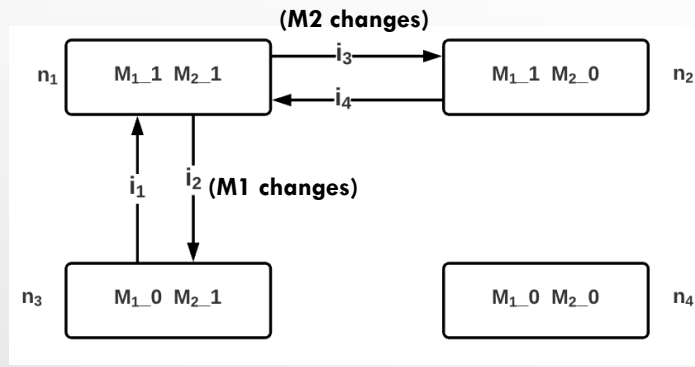 (M2 changes)
n₁ M₁_1 M₂_1 i₃ M₁_1 M₂_0 n₂
i₄
i₁ i₂ (M1 changes)
n₃ M₁_0 M₂_1 M₁_0 M₂_0 n₄